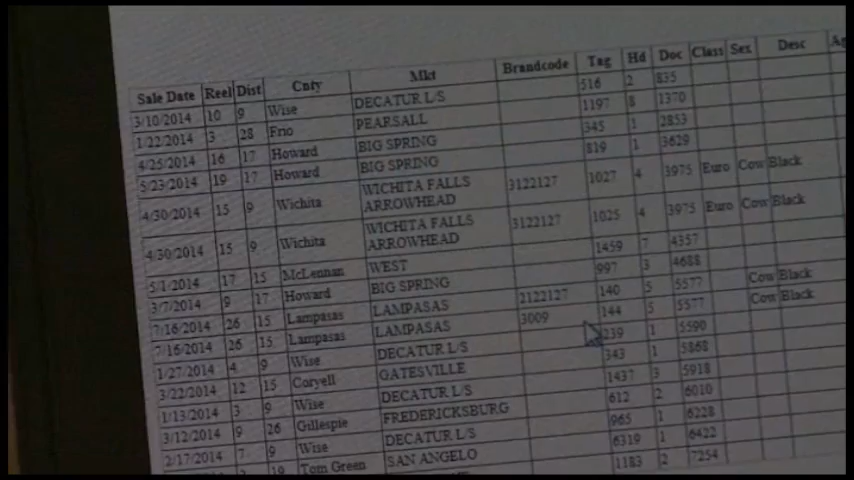 Sale Date Reel Dist Cnty Mkt Brandcode Tag Hd Doc Class Sex Desc
3/10/2014 10 9 Wise DECATUR L/S 516 2 835
1/22/2014 3 28 Frio PEARSALL 1197 8 1370
4/25/2014 16 17 Howard BIG SPRING 345 1 2853
5/23/2014 19 17 Howard BIG SPRING 819 1 3629
4/30/2014 15 9 Wichita WICHITA FALLS ARROWHEAD 3122127 1027 4 3975 Euro Cow Black
4/30/2014 15 9 Wichita WICHITA FALLS ARROWHEAD 3122127 1025 4 3975 Euro Cow Black
5/1/2014 17 15 McLennan WEST 1459 7 4357
3/7/2014 9 17 Howard BIG SPRING 997 3 4688
7/16/2014 26 15 Lampasas LAMPASAS 2122127 140 5 5577 Cow Black
7/16/2014 26 15 Lampasas LAMPASAS 3009 144 5 5577 Cow Black
1/27/2014 4 9 Wise DECATUR L/S 239 1 5590
3/22/2014 12 15 Coryell GATESVILLE 343 1 5868
1/13/2014 3 9 Wise DECATUR L/S 1437 3 5918
3/12/2014 9 26 Gillespie FREDERICKSBURG 612 2 6010
2/17/2014 7 9 Wise DECATUR L/S 965 1 6228
19 Tom Green SAN ANGELO 6319 1 6422
1183 2 7254